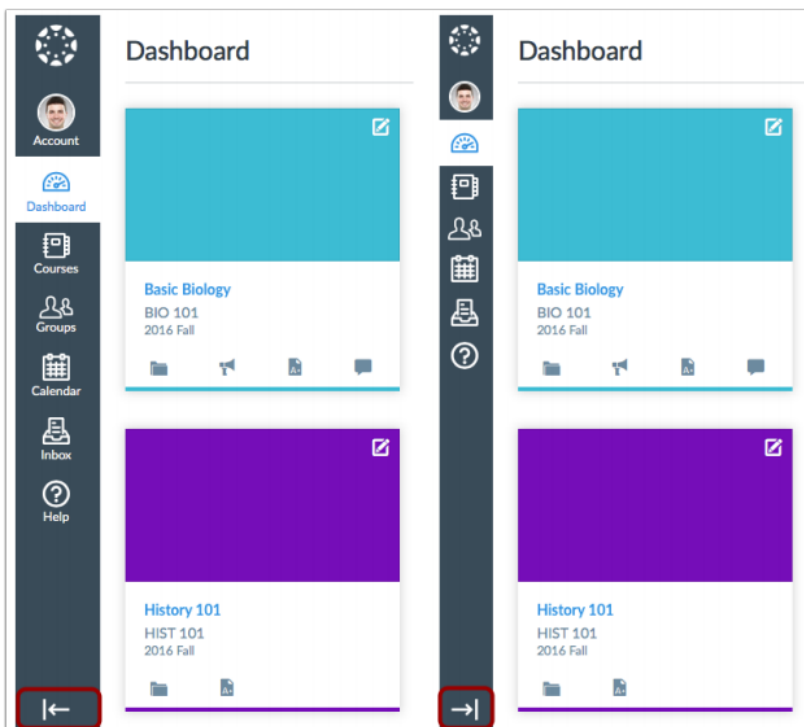 Dashboard
Account
Dashboard
Courses
Groups
Calendar
Inbox
Help
Basic Biology
BIO 101
2016 Fall
A+
History 101
HIST 101
2016 Fall
A+
Dashboard
Basic Biology
BIO 101
2016 Fall
A+
History 101
HIST 101
2016 Fall
A+